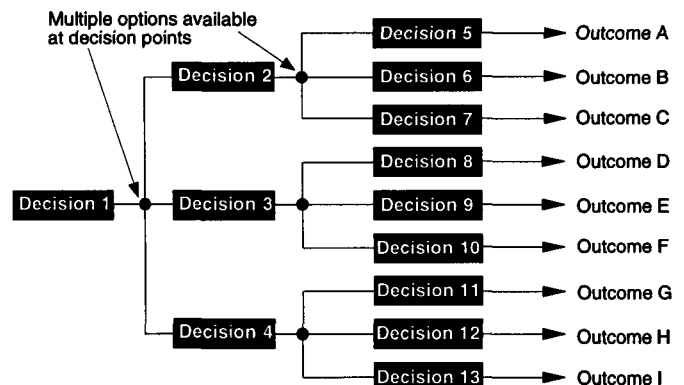 Multiple options available
at decision points
Decision 5
Outcome A
Decision 2
Decision 6
Outcome B
Decision 7
Outcome C
Decision 8
Outcome D
Decision 1
Decision 3
Decision 9
Outcome E
Decision 10
Outcome F
Decision 11
Outcome G
Decision 4
Decision 12
Outcome H
Decision 13
Outcome I